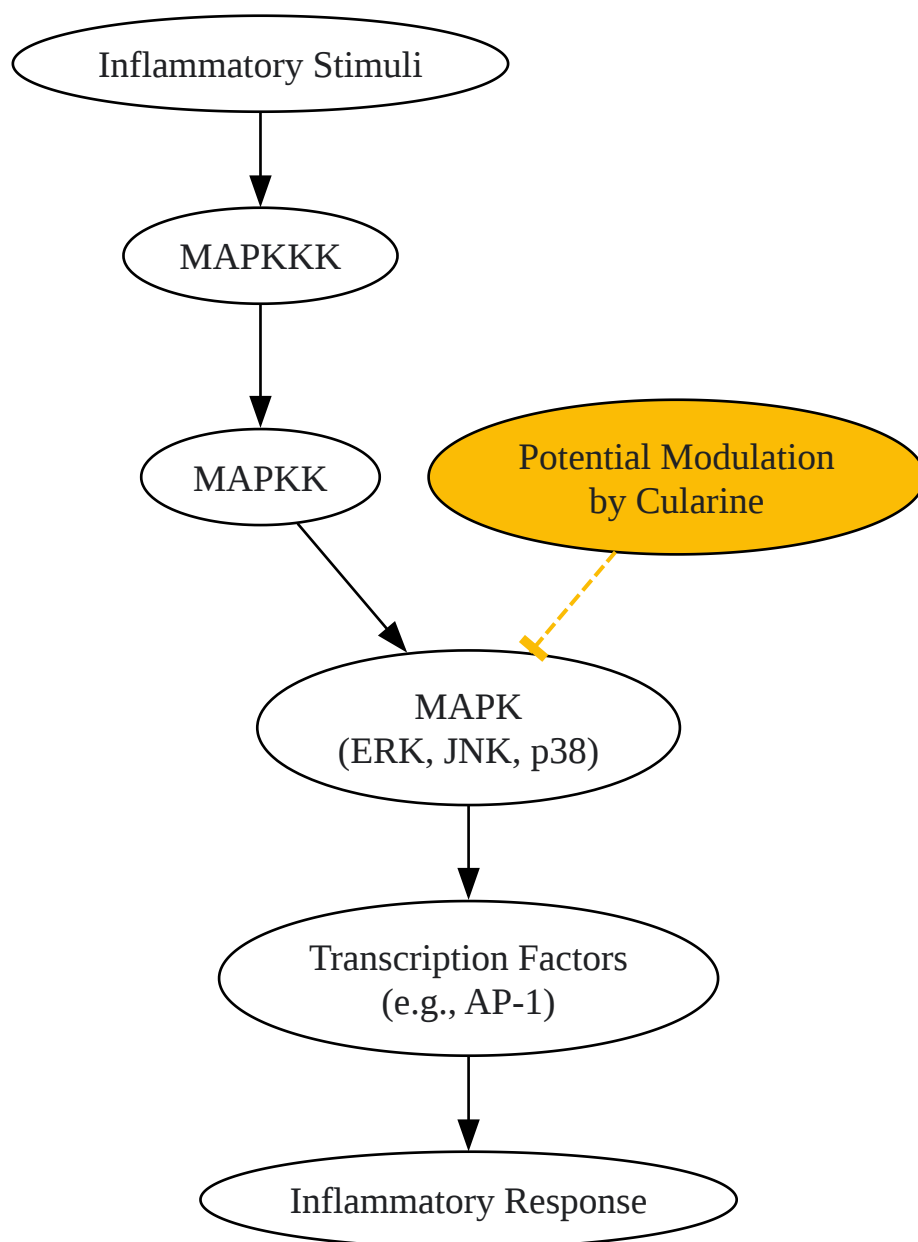 Inflammatory Stimuli
MAPKKK
MAPKK
Potential Modulation
by Cularine
MAPK
(ERK, JNK, p38)
Transcription Factors
(e.g., AP-1)
Inflammatory Response